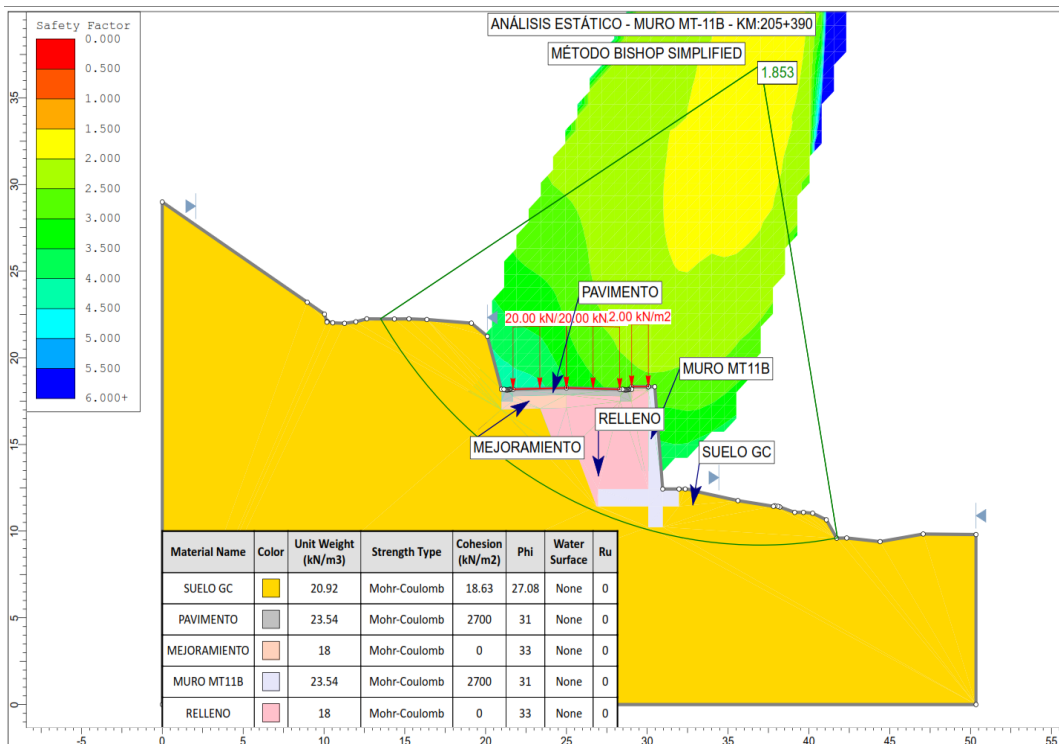 ANÁLISIS ESTÁTICO - MURO MT-11B - KM:205+390
MÉTODO BISHOP SIMPLIFIED
1.853
Safety Factor
0.000
0.500
1.000
1.500
2.000
2.500
3.000
3.500
4.000
4.500
5.000
5.500
6.000+
PAVIMENTO
20.00 kN/
20.00 kN
2.00 kN/m2
MURO MT11B
RELLENO
MEJORAMIENTO
SUELO GC
Material Name Color Unit Weight (kN/m3) Strength Type Cohesion (kN/m2) Phi Water Surface Ru
SUELO GC 20.92 Mohr-Coulomb 18.63 27.08 None 0
PAVIMENTO 23.54 Mohr-Coulomb 2700 31 None 0
MEJORAMIENTO 18 Mohr-Coulomb 0 33 None 0
MURO MT11B 23.54 Mohr-Coulomb 2700 31 None 0
RELLENO 18 Mohr-Coulomb 0 33 None 0
35
30
25
20
15
10
5
0
-5 0 5 10 15 20 25 30 35 40 45 50 55